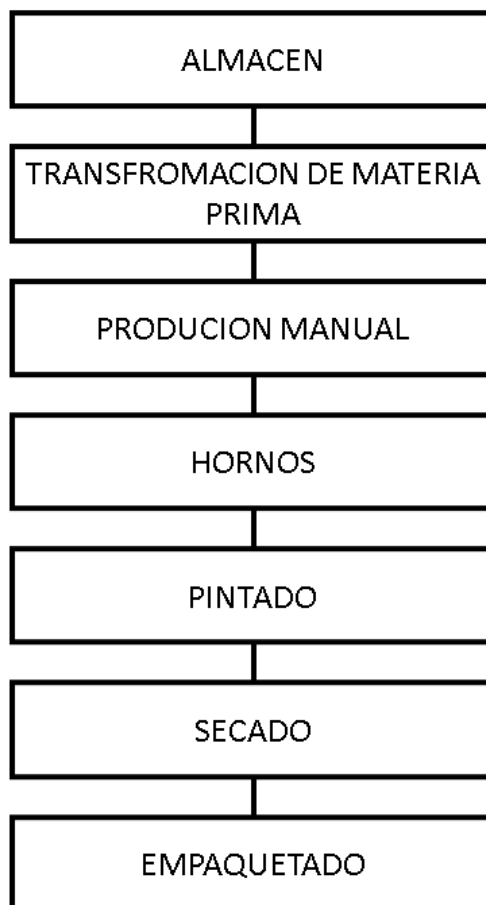 ALMACEN
TRANSFROMACION DE MATERIA
PRIMA
PRODUCION MANUAL
HORNOS
PINTADO
SECADO
EMPAQUETADO